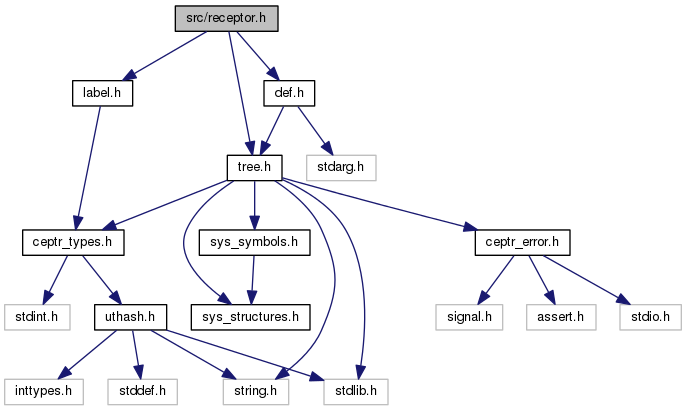 src/receptor.h
label.h
def.h
tree.h
stdarg.h
ceptr_types.h
sys_symbols.h
ceptr_error.h
stdint.h
uthash.h
sys_structures.h
signal.h
assert.h
stdio.h
inttypes.h
stddef.h
string.h
stdlib.h